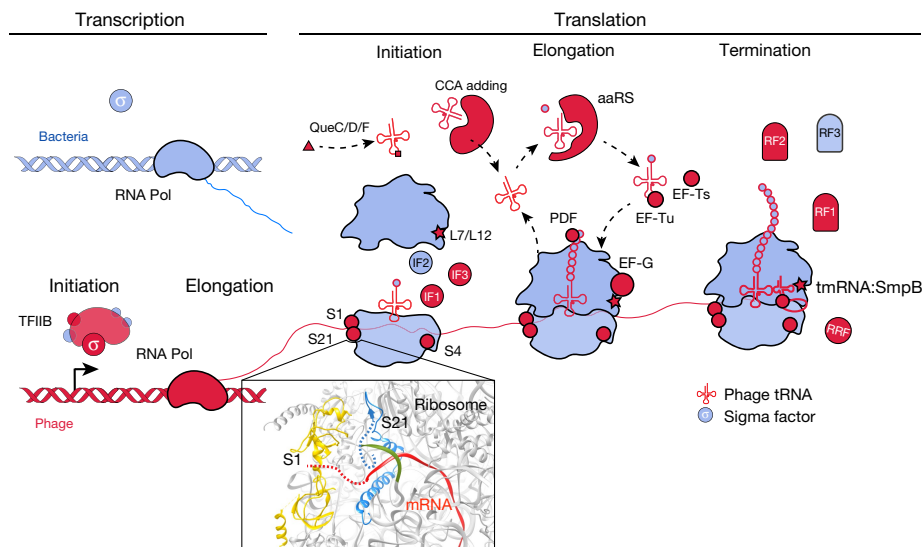 Transcription
Translation
Initiation
Elongation
Termination
σ
Bacteria
RNA Pol
QueC/D/F
CCA adding
aaRS
EF-Ts
EF-Tu
L7/L12
IF2
IF3
IF1
PDF
EF-G
RF2
RF3
RF1
tmRNA:SmpB
RRF
Initiation
Elongation
TFIIB
σ
RNA Pol
Phage
S1
S21
S4
Ribosome
S21
S1
mRNA
Phage tRNA
σ Sigma factor